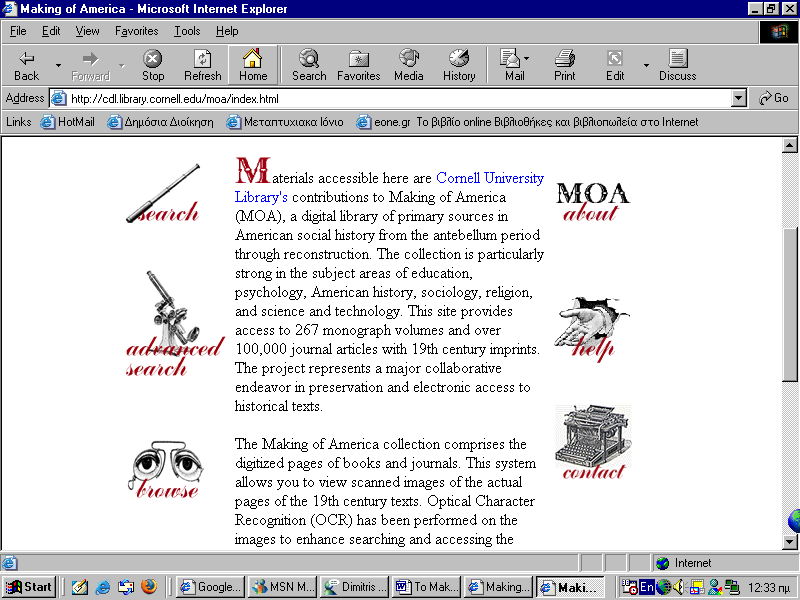 Making of America - Microsoft Internet Explorer
File Edit View Favorites Tools Help
Back Forward Stop Refresh Home Search Favorites Media History Mail Print Edit Discuss
Address http://cdl.library.cornell.edu/moa/index.html Go
Links HotMail Δημόσια Διοίκηση Μεταπτυχιακα Ιόνιο eone.gr Το βιβλίο online Βιβλιοθήκες και βιβλιοπωλεία στο Internet
search
advanced
search
browse
Materials accessible here are Cornell University
Library's contributions to Making of America
(MOA), a digital library of primary sources in
American social history from the antebellum period
through reconstruction. The collection is particularly
strong in the subject areas of education,
psychology, American history, sociology, religion,
and science and technology. This site provides
access to 267 monograph volumes and over
100,000 journal articles with 19th century imprints.
The project represents a major collaborative
endeavor in preservation and electronic access to
historical texts.
The Making of America collection comprises the
digitized pages of books and journals. This system
allows you to view scanned images of the actual
pages of the 19th century texts. Optical Character
Recognition (OCR) has been performed on the
images to enhance searching and accessing the
MOA
about
help
contact
Internet
Start Google... MSN M... Dimitris ... To Mak... Making... Maki... En 12:33 πμ